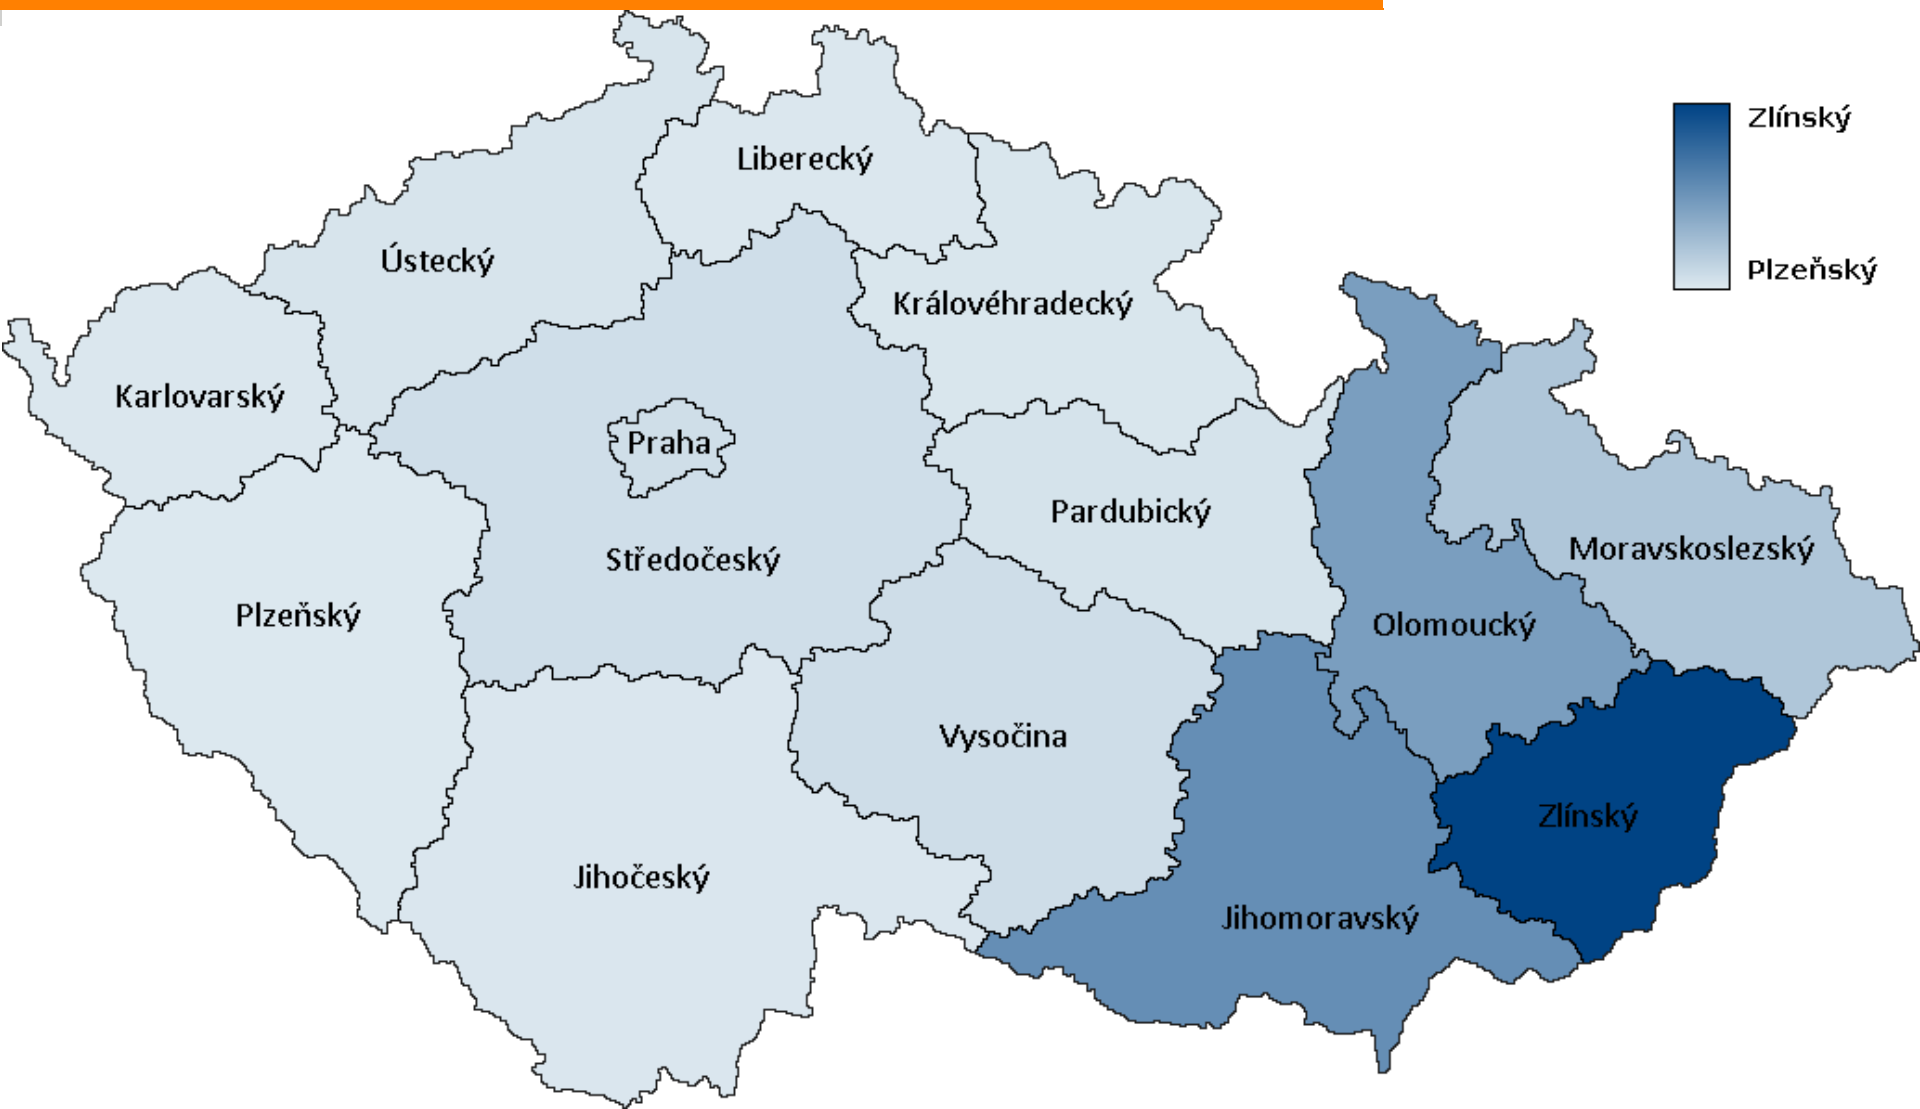 Zlínský
Liberecký
Ústecký
Plzeňský
Královéhradecký
Karlovarský
Praha
Pardubický
Moravskoslezský
Středočeský
Plzeňský
Olomoucký
Vysočina
Zlínský
Jihočeský
Jihomoravský